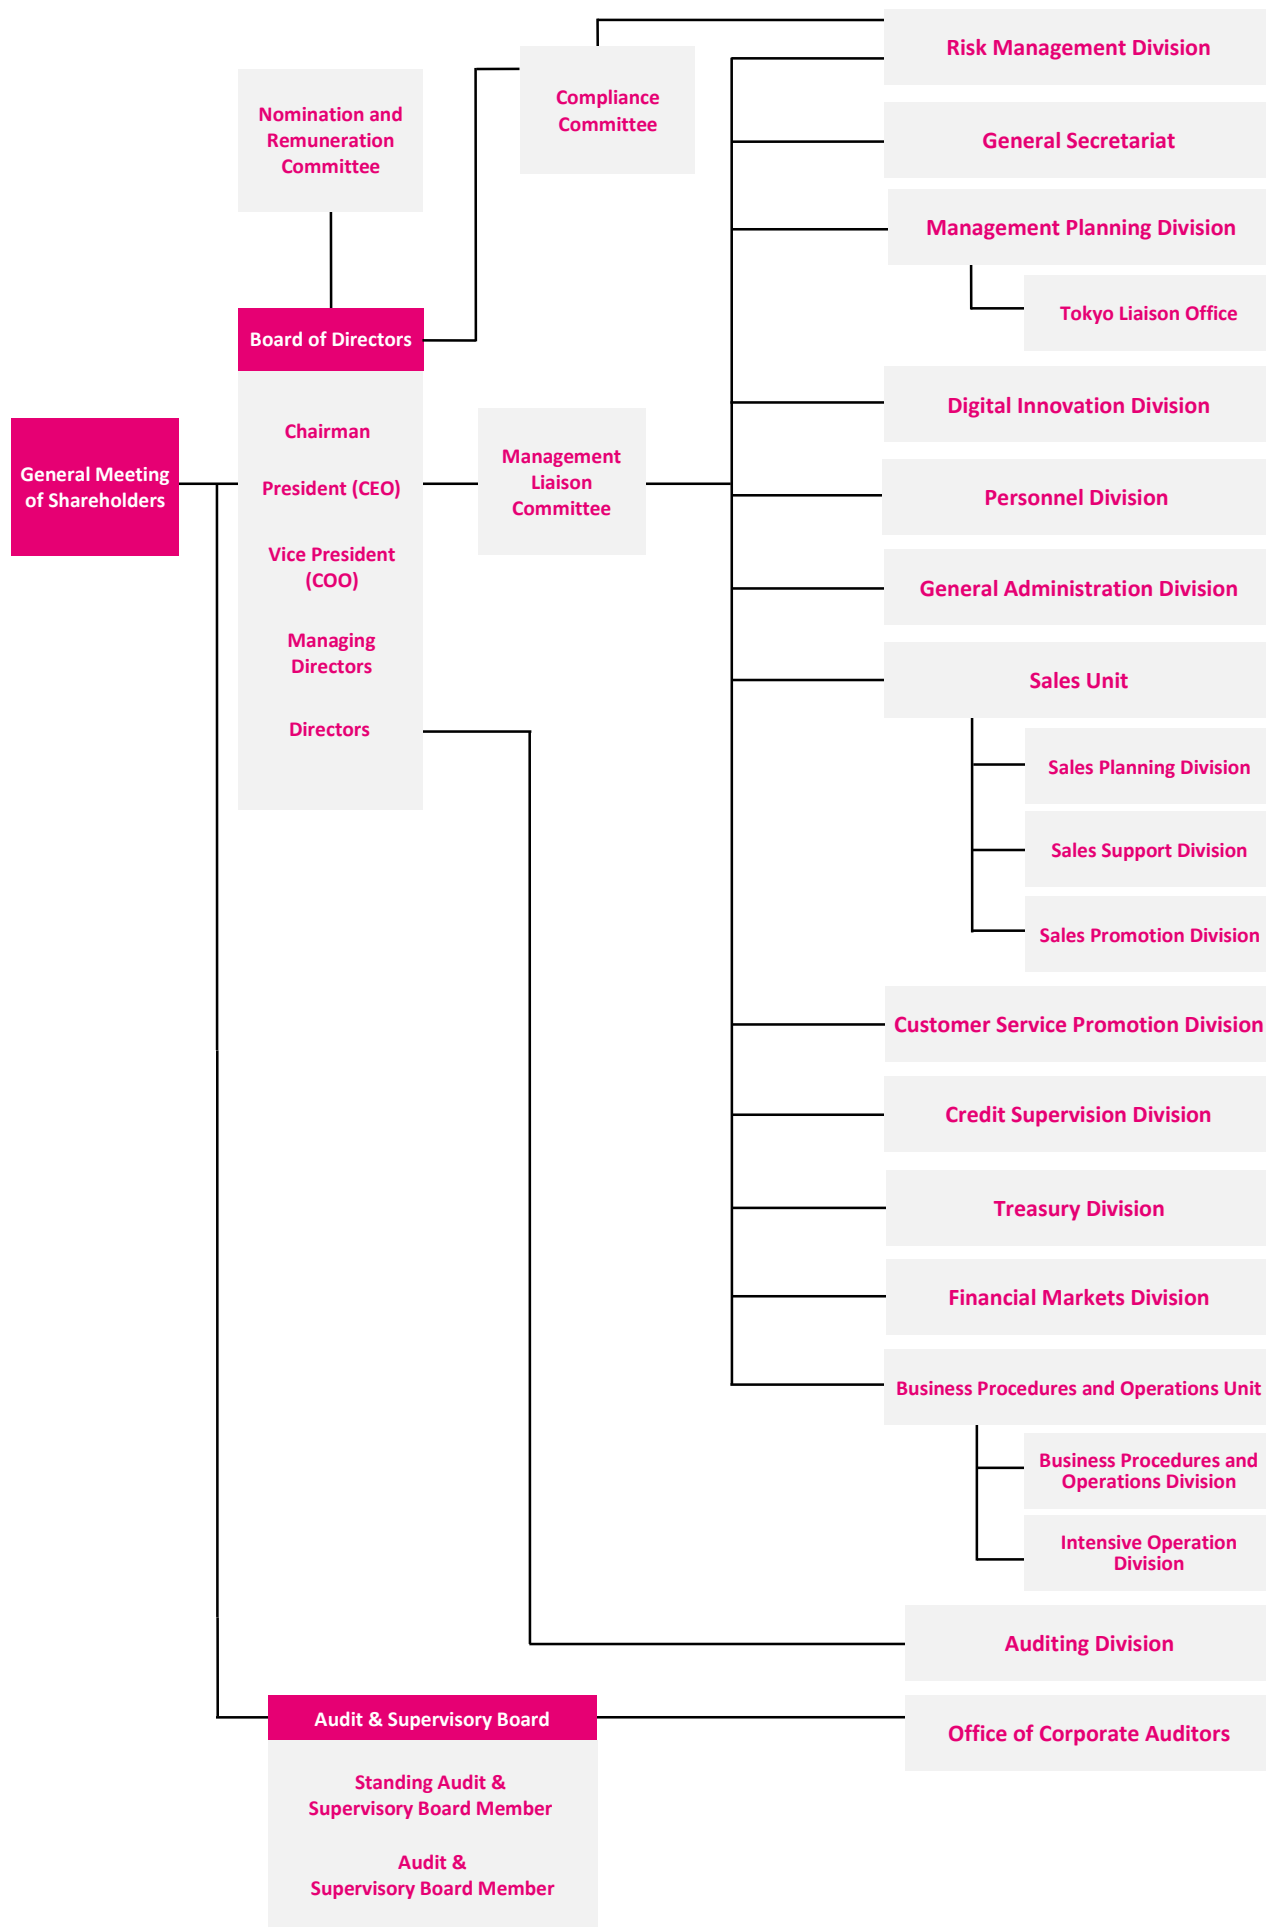 General Meeting
of Shareholders
Nomination and
Remuneration
Committee
Board of Directors
Chairman
President (CEO)
Vice President
(COO)
Managing
Directors
Directors
Compliance
Committee
Management
Liaison
Committee
Risk Management Division
General Secretariat
Management Planning Division
Tokyo Liaison Office
Digital Innovation Division
Personnel Division
General Administration Division
Sales Unit
Sales Planning Division
Sales Support Division
Sales Promotion Division
Customer Service Promotion Division
Credit Supervision Division
Treasury Division
Financial Markets Division
Business Procedures and Operations Unit
Business Procedures and
Operations Division
Intensive Operation
Division
Auditing Division
Audit & Supervisory Board
Standing Audit &
Supervisory Board Member
Audit &
Supervisory Board Member
Office of Corporate Auditors